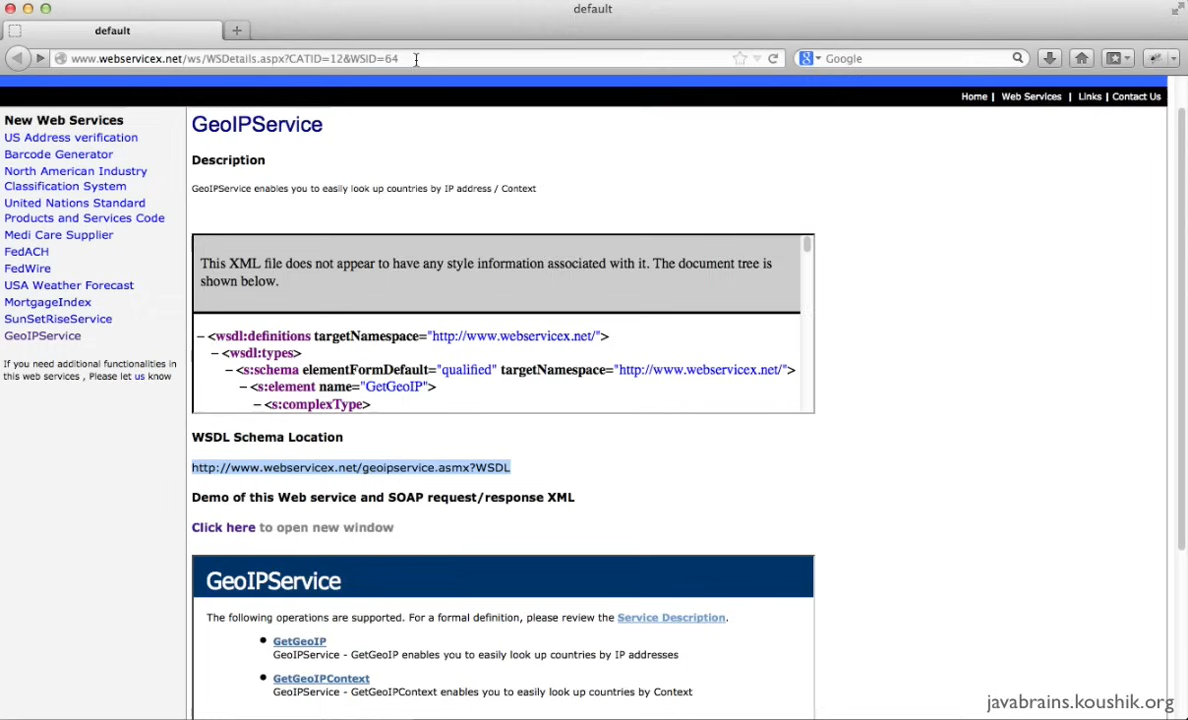 default
default
www.webservicex.net/ws/WSDetails.aspx?CATID=12&WSID=64
Google
Home | Web Services | Links | Contact Us
New Web Services
US Address verification
Barcode Generator
North American Industry
Classification System
United Nations Standard
Products and Services Code
Medi Care Supplier
FedACH
FedWire
USA Weather Forecast
MortgageIndex
SunSetRiseService
GeoIPService
If you need additional functionalities in
this web services , Please let us know
GeoIPService
Description
GeoIPService enables you to easily look up countries by IP address / Context
This XML file does not appear to have any style information associated with it. The document tree is
shown below.
– <wsdl:definitions targetNamespace="http://www.webservicex.net/">
– <wsdl:types>
– <s:schema elementFormDefault="qualified" targetNamespace="http://www.webservicex.net/">
– <s:element name="GetGeoIP">
– <s:complexType>
WSDL Schema Location
http://www.webservicex.net/geoipservice.asmx?WSDL
Demo of this Web service and SOAP request/response XML
Click here to open new window
GeoIPService
The following operations are supported. For a formal definition, please review the Service Description.
GetGeoIP
GeoIPService - GetGeoIP enables you to easily look up countries by IP addresses
GetGeoIPContext
GeoIPService - GetGeoIPContext enables you to easily look up countries by Context
javabrains.koushik.org